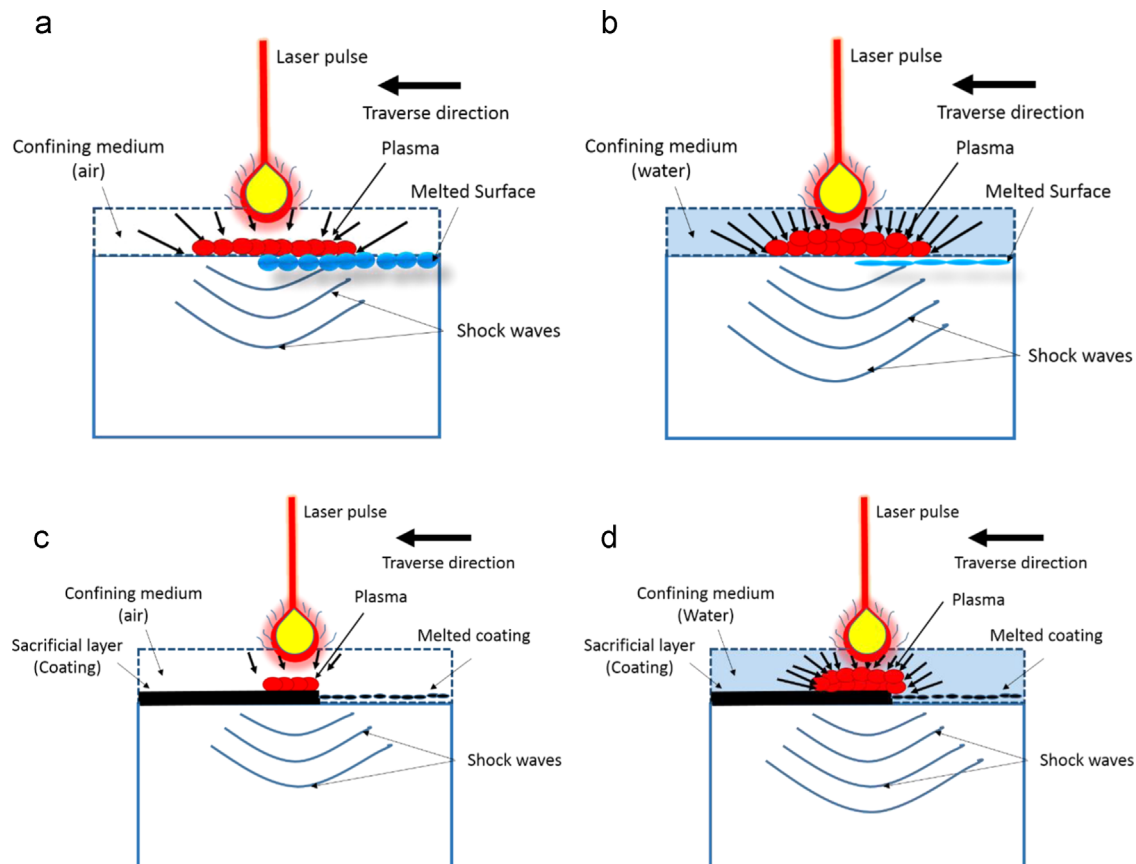 a
Laser pulse
Traverse direction
Confining medium
(air)
Plasma
Melted Surface
Shock waves
b
Laser pulse
Traverse direction
Confining medium
(water)
Plasma
Melted Surface
Shock waves
c
Laser pulse
Traverse direction
Confining medium
(air)
Plasma
Sacrificial layer
(Coating)
Melted coating
Shock waves
d
Laser pulse
Traverse direction
Confining medium
(Water)
Plasma
Sacrificial layer
(Coating)
Melted coating
Shock waves